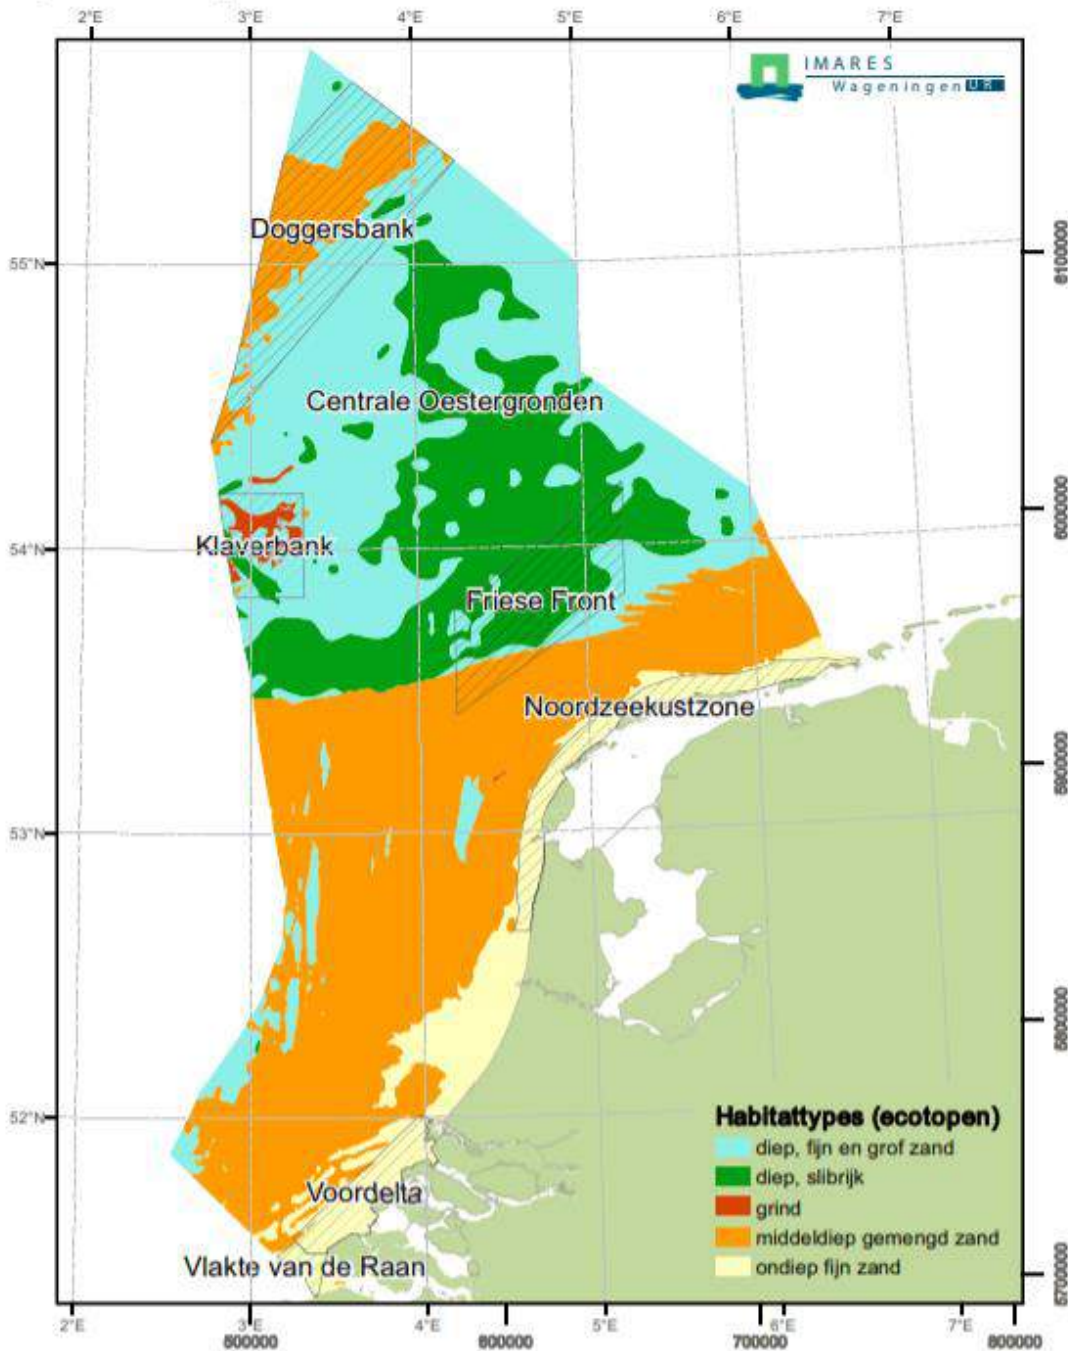 2°E 3°E 4°E 5°E 6°E 7°E
IMARES
Wageningen UR
Doggersbank
55°N
6100000
Centrale Oestergronden
6000000
Klaverbank
54°N
Friese Front
Noordzeekustzone
5900000
53°N
5800000
52°N
Habitattypes (ecotopen)
diep, fijn en grof zand
diep, slibrijk
grind
middeldiep gemengd zand
ondiep fijn zand
Voordelta
Vlakte van de Raan
5700000
2°E 3°E 4°E 5°E 6°E 7°E
500000 600000 700000 800000